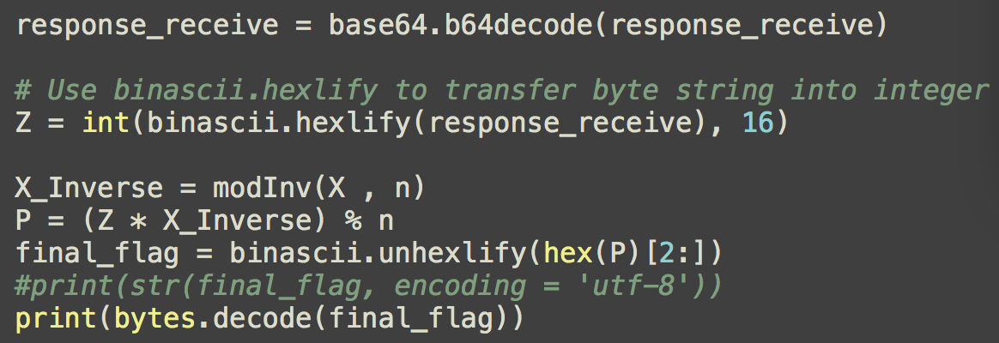 response_receive = base64.b64decode(response_receive)
# Use binascii.hexlify to transfer byte string into integer
Z = int(binascii.hexlify(response_receive), 16)
X_Inverse = modInv(X , n)
P = (Z * X_Inverse) % n
final_flag = binascii.unhexlify(hex(P)[2:])
#print(str(final_flag, encoding = 'utf-8'))
print(bytes.decode(final_flag))